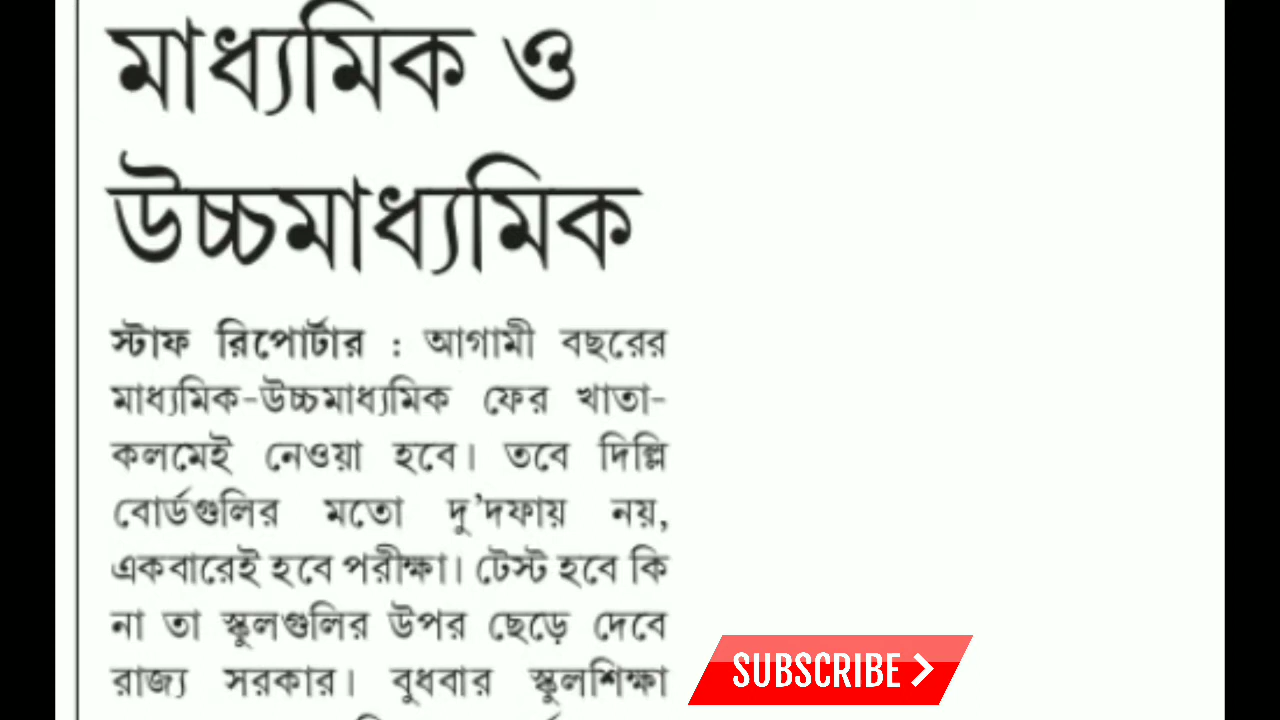 মাধ্যমিক ও
উচ্চমাধ্যমিক
স্টাফ রিপোর্টার : আগামী বছরের
মাধ্যমিক-উচ্চমাধ্যমিক ফের খাতা-
কলমেই নেওয়া হবে। তবে দিল্লি
বোর্ডগুলির মতো দু'দফায় নয়,
একবারেই হবে পরীক্ষা। টেস্ট হবে কি
না তা স্কুলগুলির উপর ছেড়ে দেবে
রাজ্য সরকার। বুধবার স্কুলশিক্ষা
SUBSCRIBE